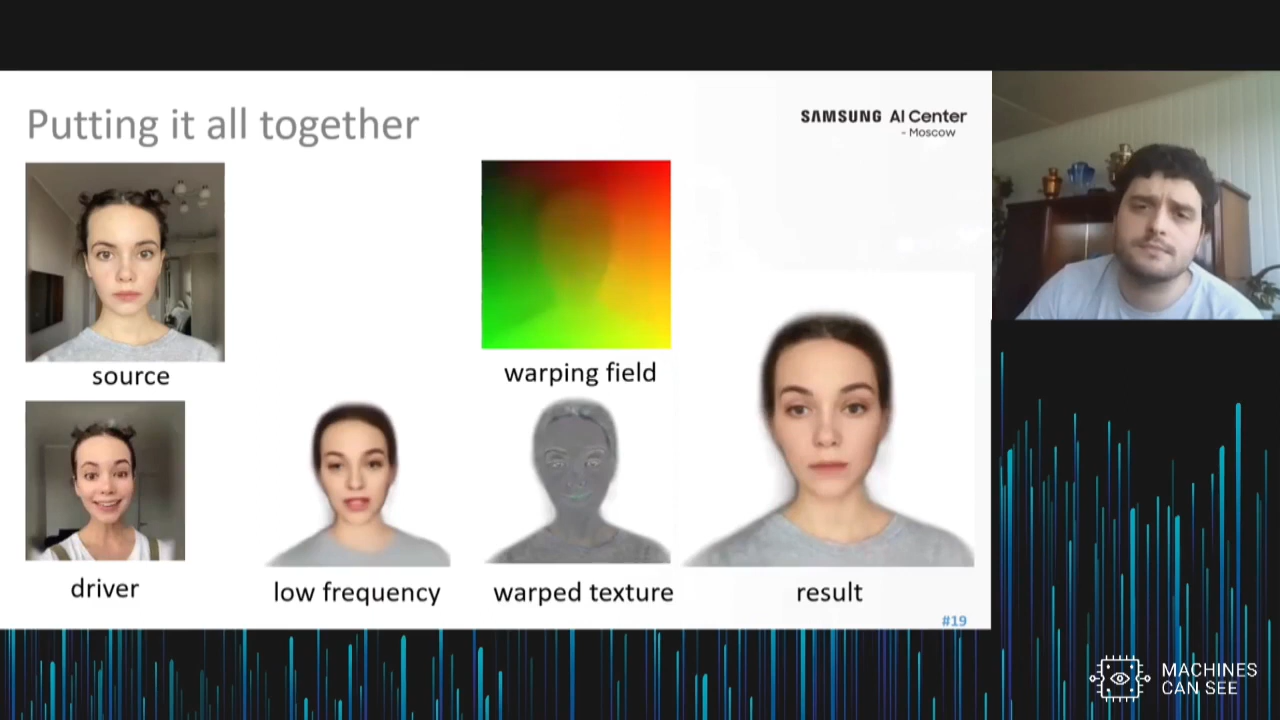 Putting it all together
SAMSUNG AI Center
- Moscow
source
warping field
driver
low frequency
warped texture
result
#19
MACHINES
CAN SEE